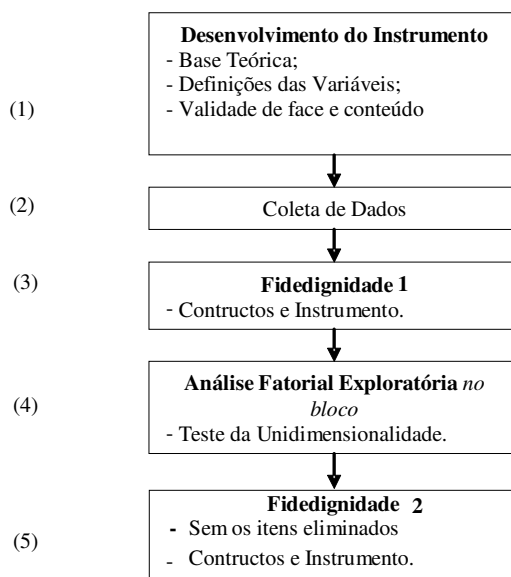 Desenvolvimento do Instrumento
- Base Teórica;
- Definições das Variáveis;
(1) - Validade de face e conteúdo
(2) Coleta de Dados
(3) Fidedignidade 1
- Contructos e Instrumento.
Análise Fatorial Exploratória no
(4) bloco
- Teste da Unidimensionalidade.
Fidedignidade 2
- Sem os itens eliminados
(5) - Contructos e Instrumento.